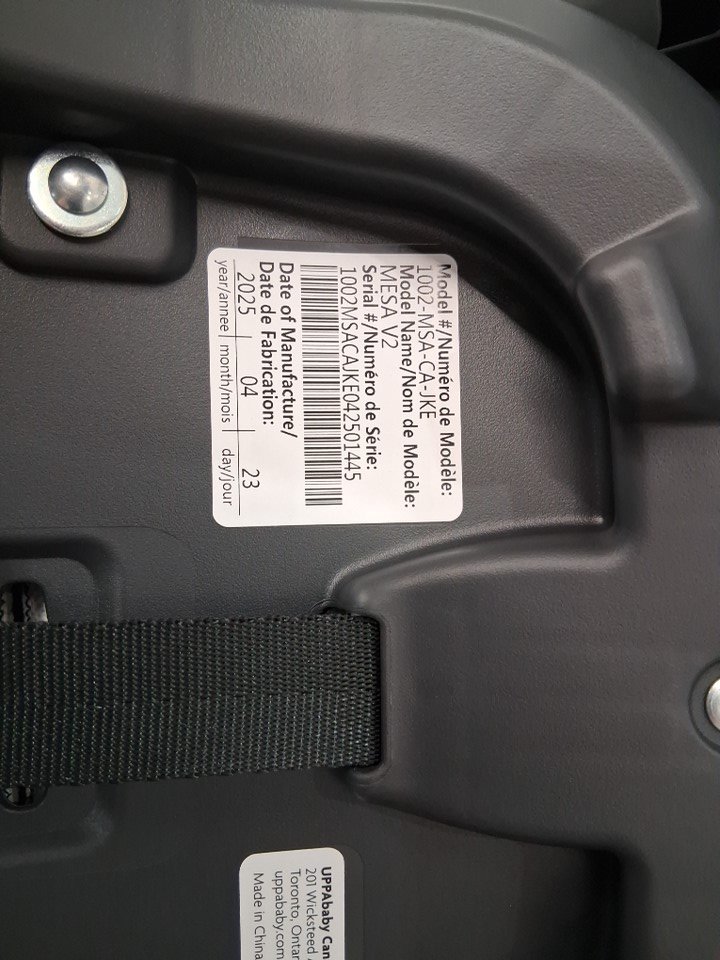 Model #/Numéro de Modèle:
1002-MSA-CA-JKE
Model Name/Nom de Modèle:
MESA V2
Serial #/Numéro de Série:
1002MSACAJKE042501445
Date of Manufacture/
Date de Fabrication:
2025 04 23
year/annee month/mois day/jour
UPPAbaby Can
201 Wicksteed
Toronto, Ontar
uppababy.com
Made in China